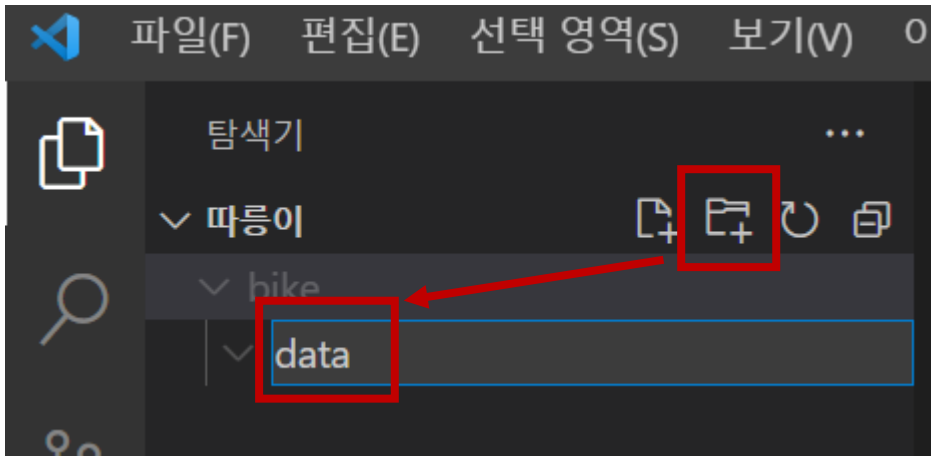 파일(F) 편집(E) 선택 영역(S) 보기(V)
탐색기 ...
따릉이
bike
data